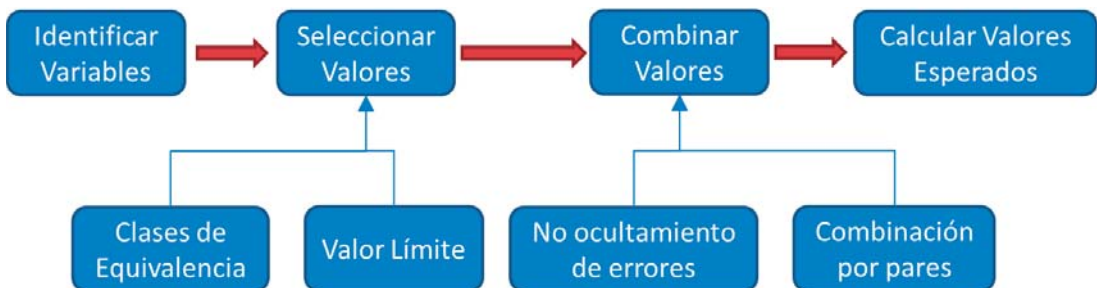 Identificar
Variables
Seleccionar
Valores
Combinar
Valores
Calcular Valores
Esperados
Clases de
Equivalencia
Valor Límite
No ocultamiento
de errores
Combinación
por pares